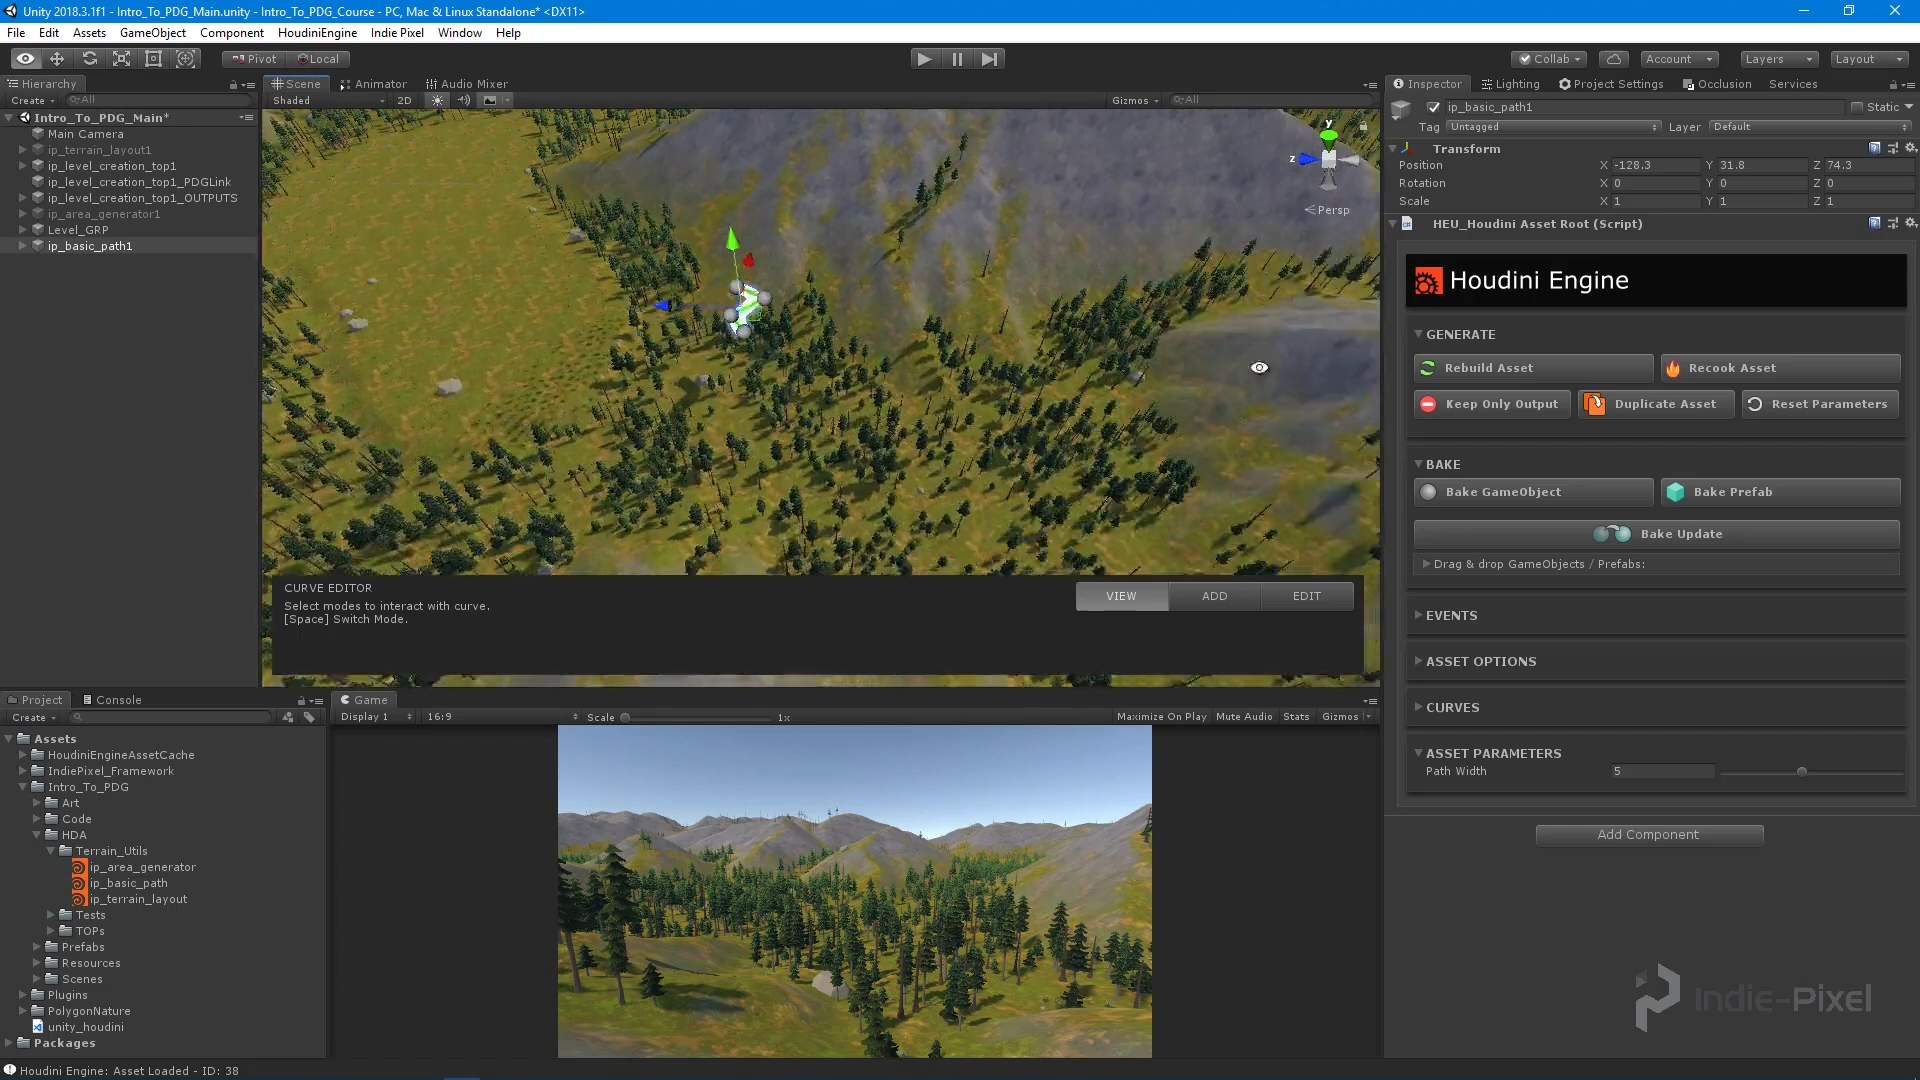 Unity 2018.3.1f1 - Intro_To_PDG_Main.unity - Intro_To_PDG_Course - PC, Mac & Linux Standalone* <DX11>
File Edit Assets GameObject Component HoudiniEngine Indie Pixel Window Help
Pivot Local Collab Account Layers Layout
Hierarchy
Create All
Intro_To_PDG_Main*
Main Camera
ip_terrain_layout1
ip_level_creation_top1
ip_level_creation_top1_PDGLink
ip_level_creation_top1_OUTPUTS
ip_area_generator1
Level_GRP
ip_basic_path1
Scene Animator Audio Mixer
Shaded 2D Gizmos All
y
z
Persp
CURVE EDITOR
Select modes to interact with curve.
[Space] Switch Mode.
VIEW ADD EDIT
Project Console
Create
Assets
HoudiniEngineAssetCache
IndiePixel_Framework
Intro_To_PDG
Art
Code
HDA
Terrain_Utils
ip_area_generator
ip_basic_path
ip_terrain_layout
Tests
TOPs
Prefabs
Resources
Scenes
Plugins
PolygonNature
unity_houdini
Packages
Game
Display 1 16:9 Scale 1x Maximize On Play Mute Audio Stats Gizmos
Inspector Lighting Project Settings Occlusion Services
ip_basic_path1 Static
Tag Untagged Layer Default
Transform
Position X -128.3 Y 31.8 Z 74.3
Rotation X 0 Y 0 Z 0
Scale X 1 Y 1 Z 1
HEU_Houdini Asset Root (Script)
Houdini Engine
GENERATE
Rebuild Asset Recook Asset
Keep Only Output Duplicate Asset Reset Parameters
BAKE
Bake GameObject Bake Prefab
Bake Update
Drag & drop GameObjects / Prefabs:
EVENTS
ASSET OPTIONS
CURVES
ASSET PARAMETERS
Path Width 5
Add Component
Indie-Pixel
Houdini Engine: Asset Loaded - ID: 38